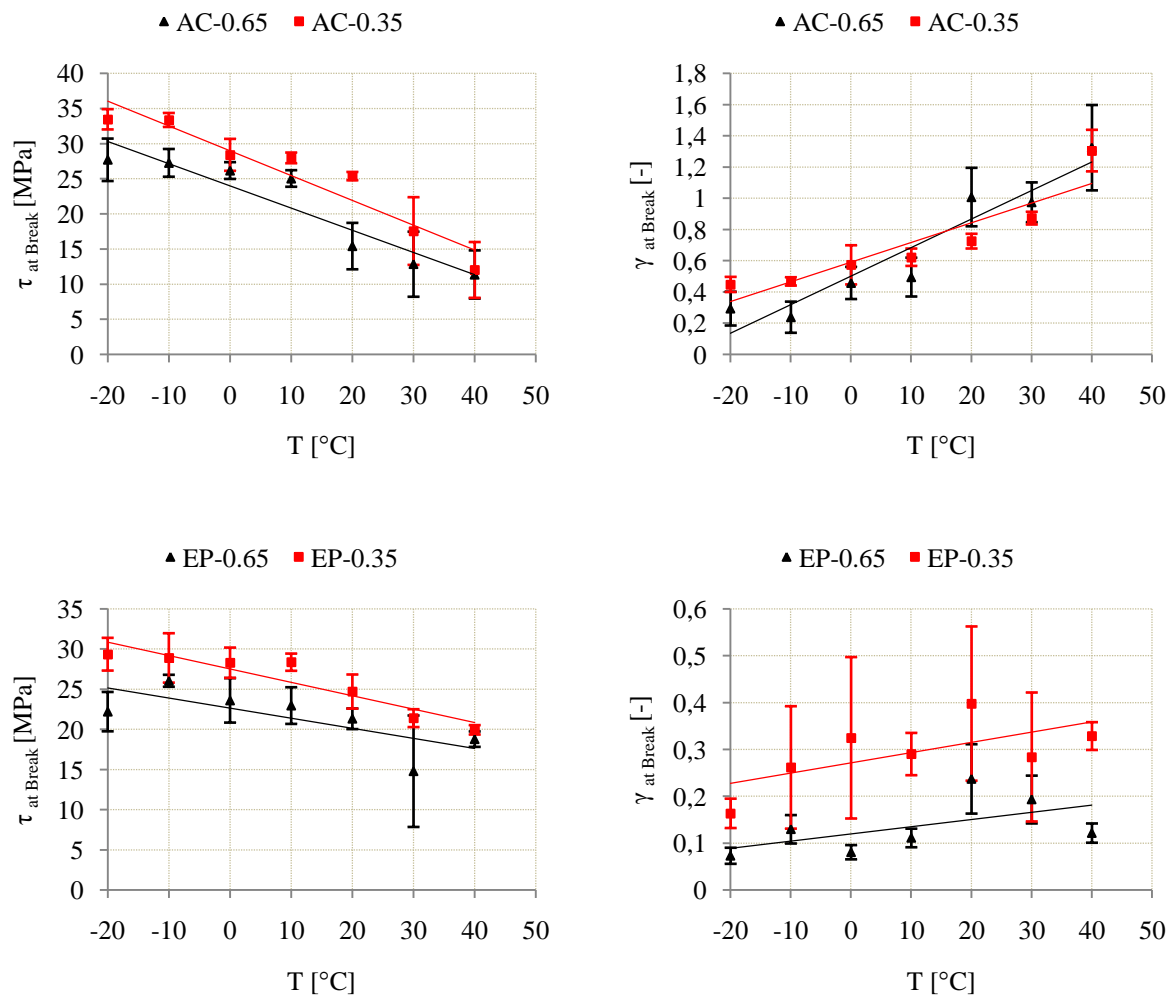 AC-0.65 AC-0.35
40
35
30
25
20
15
10
5
0
τ at Break [MPa]
-20 -10 0 10 20 30 40 50
T [°C]
AC-0.65 AC-0.35
1,8
1,6
1,4
1,2
1
0,8
0,6
0,4
0,2
0
γ at Break [-]
-20 -10 0 10 20 30 40 50
T [°C]
EP-0.65 EP-0.35
35
30
25
20
15
10
5
0
τ at Break [MPa]
-20 -10 0 10 20 30 40 50
T [°C]
EP-0.65 EP-0.35
0,6
0,5
0,4
0,3
0,2
0,1
0
γ at Break [-]
-20 -10 0 10 20 30 40 50
T [°C]